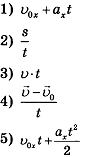 1) υ₀ₓ + aₓt
2) s/t
3) υ · t
4) (υ⃗ − υ⃗₀)/t
5) υ₀ₓt + aₓt²/2